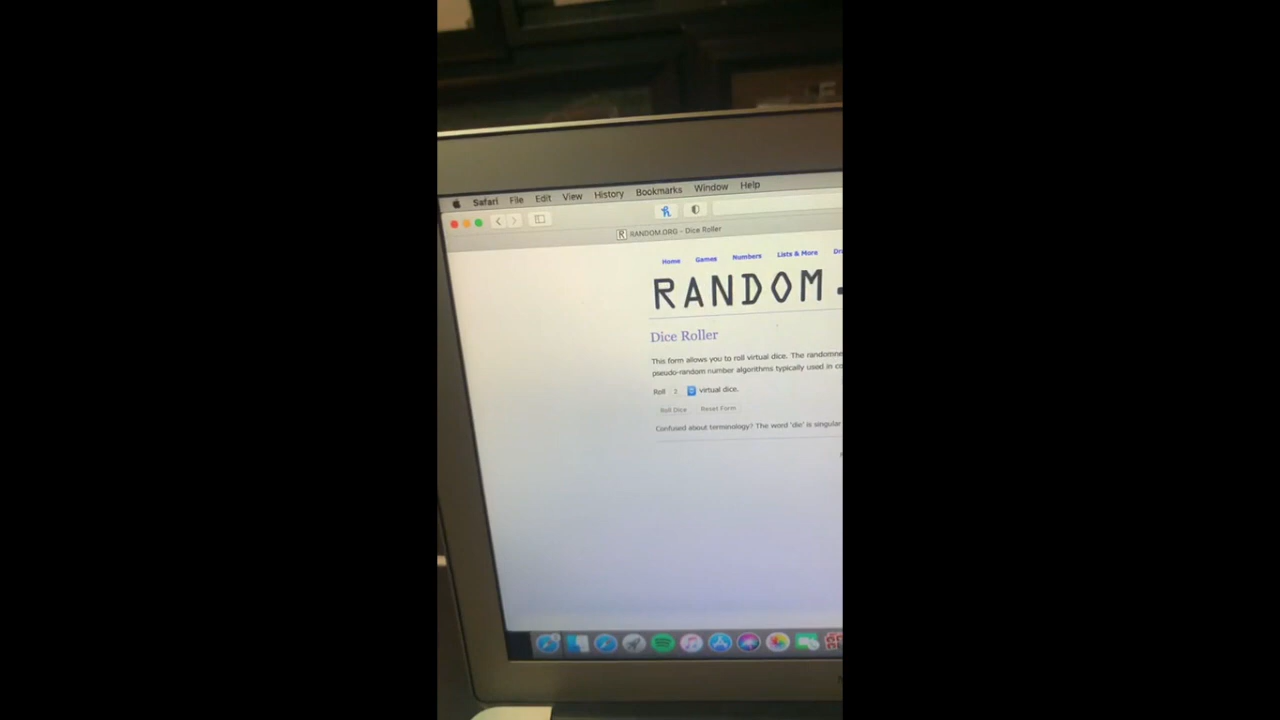 Safari File Edit View History Bookmarks Window Help
RANDOM.ORG - Dice Roller
Home Games Numbers Lists & More
RANDOM.
Dice Roller
This form allows you to roll virtual dice. The
pseudo-random number algorithms typically used in
Roll 2 virtual dice.
Roll Dice Reset Form
Confused about terminology? The word 'die' is singular